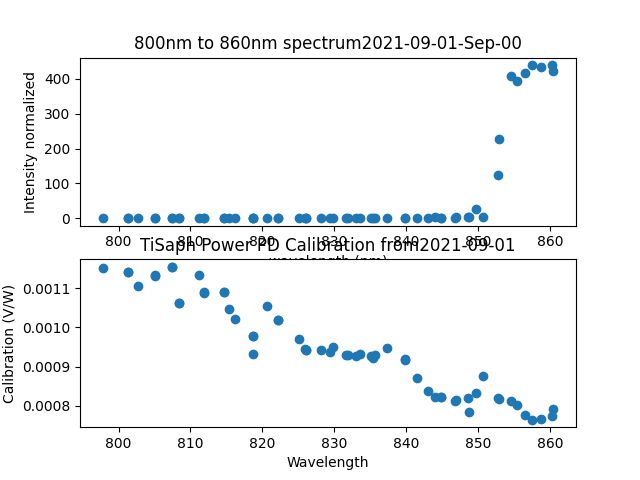 800nm to 860nm spectrum2021-09-01-Sep-00
Intensity normalized
400
300
200
100
0
800 810 820 830 840 850 860
wavelength (nm)
TiSaph Power PD Calibration from2021-09-01
Calibration (V/W)
0.0011
0.0010
0.0009
0.0008
800 810 820 830 840 850 860
Wavelength